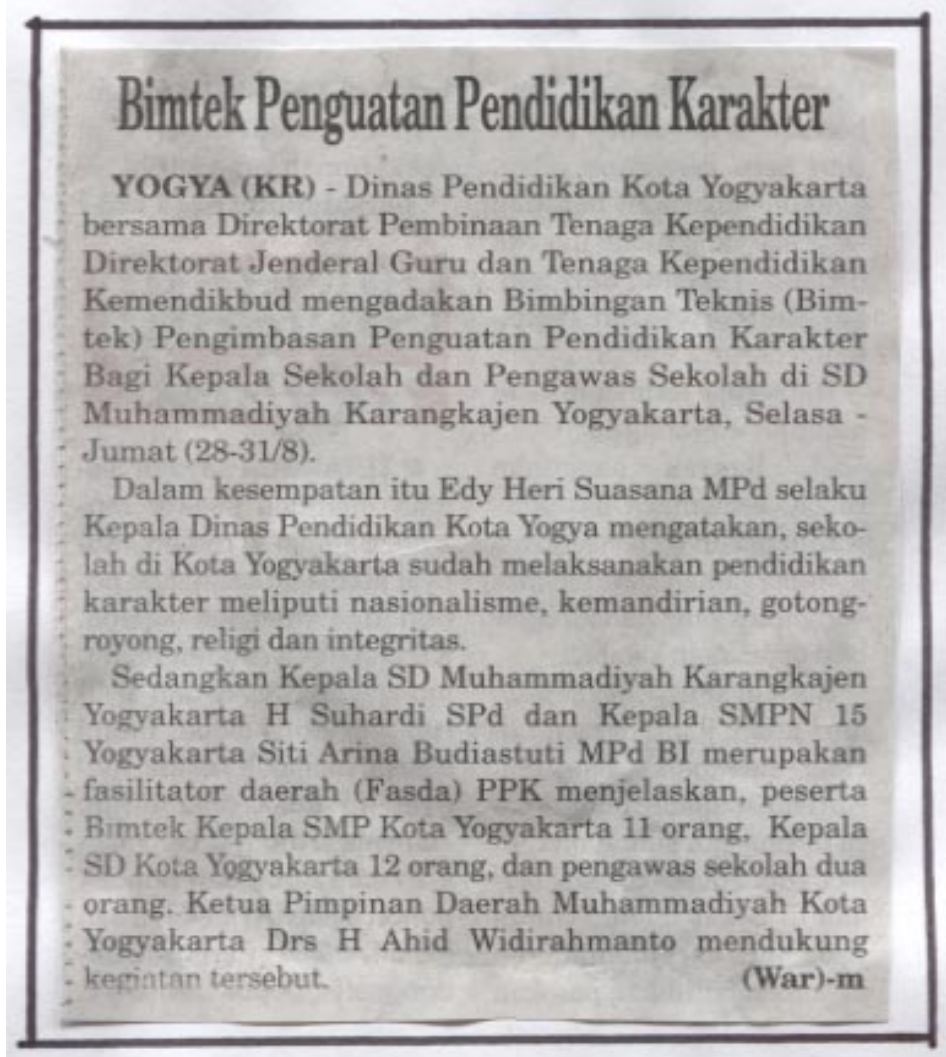 Bimtek Penguatan Pendidikan Karakter
YOGYA (KR) - Dinas Pendidikan Kota Yogyakarta
bersama Direktorat Pembinaan Tenaga Kependidikan
Direktorat Jenderal Guru dan Tenaga Kependidikan
Kemendikbud mengadakan Bimbingan Teknis (Bim-
tek) Pengimbasan Penguatan Pendidikan Karakter
Bagi Kepala Sekolah dan Pengawas Sekolah di SD
Muhammadiyah Karangkajen Yogyakarta, Selasa -
Jumat (28-31/8).
Dalam kesempatan itu Edy Heri Suasana MPd selaku
Kepala Dinas Pendidikan Kota Yogya mengatakan, seko-
lah di Kota Yogyakarta sudah melaksanakan pendidikan
karakter meliputi nasionalisme, kemandirian, gotong-
royong, religi dan integritas.
Sedangkan Kepala SD Muhammadiyah Karangkajen
Yogyakarta H Suhardi SPd dan Kepala SMPN 15
Yogyakarta Siti Arina Budiastuti MPd BI merupakan
fasilitator daerah (Fasda) PPK menjelaskan, peserta
Bimtek Kepala SMP Kota Yogyakarta 11 orang, Kepala
SD Kota Yogyakarta 12 orang, dan pengawas sekolah dua
orang. Ketua Pimpinan Daerah Muhammadiyah Kota
Yogyakarta Drs H Ahid Widirahmanto mendukung
kegiatan tersebut. (War)-m